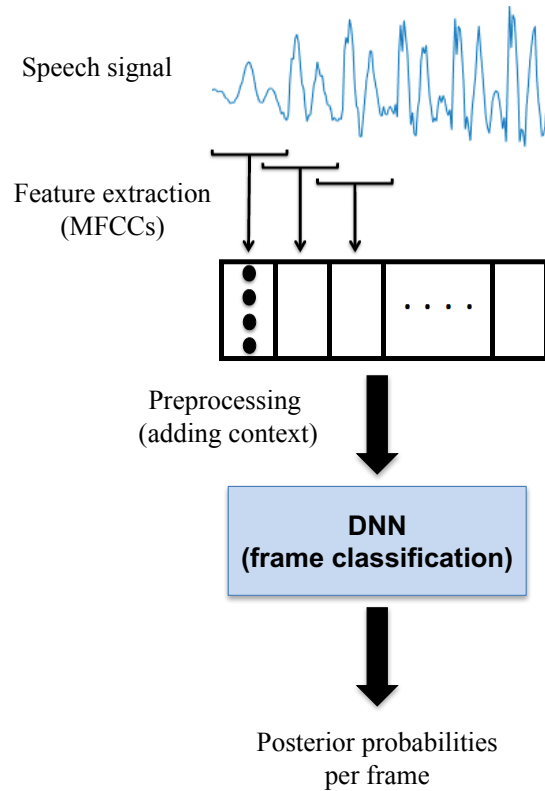 Speech signal
Feature extraction
(MFCCs)
. . . .
Preprocessing
(adding context)
DNN
(frame classification)
Posterior probabilities
per frame